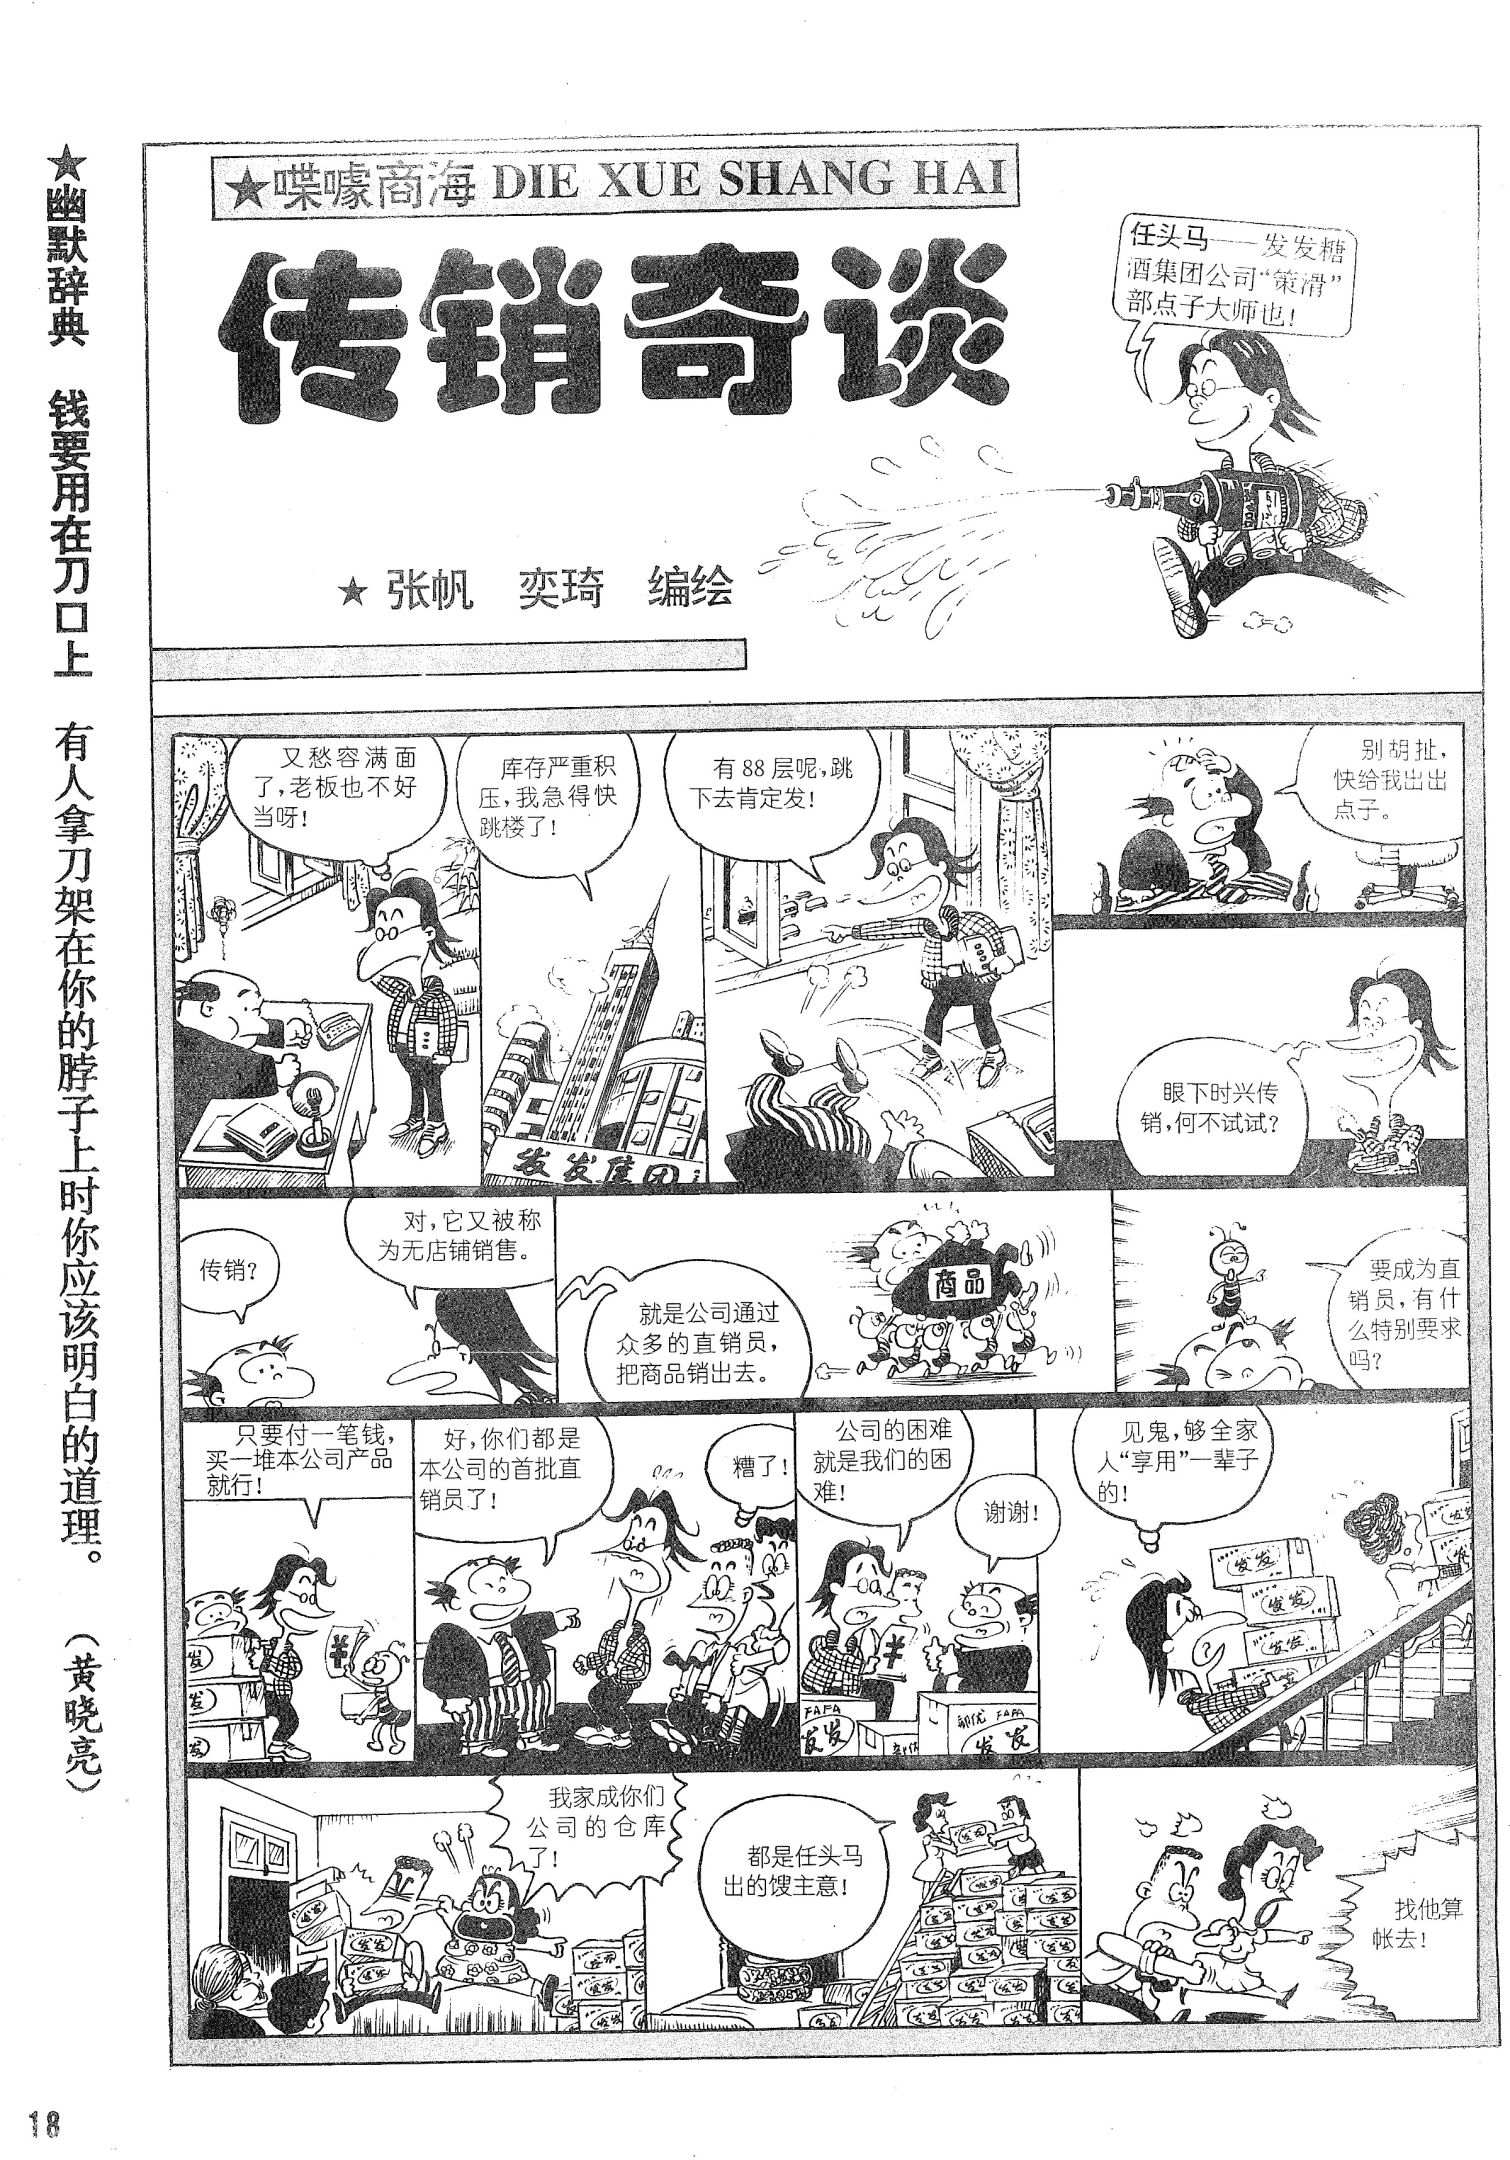 ★喋噱商海 DIE XUE SHANG HAI
传销奇谈
任头马——发发糖
酒集团公司“策滑”
部点子大师也!
★ 张帆 奕琦 编绘
★幽默辞典 钱要用在刀口上 有人拿刀架在你的脖子上时你应该明白的道理。 (黄晓亮)
又愁容满面
了,老板也不好
当呀!
库存严重积
压,我急得快
跳楼了!
发发集团
有 88 层呢,跳
下去肯定发!
别胡扯,
快给我出出
点子。
眼下时兴传
销,何不试试?
传销?
对,它又被称
为无店铺销售。
就是公司通过
众多的直销员,
把商品销出去。
商品
要成为直
销员,有什
么特别要求
吗?
只要付一笔钱,
买一堆本公司产品
就行!
¥
发
发
发
好,你们都是
本公司的首批直
销员了!
糟了!
公司的困难
就是我们的困
难!
谢谢!
¥
FAFA
发发
部优 FAFA
发发
见鬼,够全家
人“享用”一辈子
的!
发发
发发
发发
发发
我家成你们
公司的仓库
了!
发发
发发
发发
都是任头马
出的馊主意!
发发
发发
找他算
帐去!
18